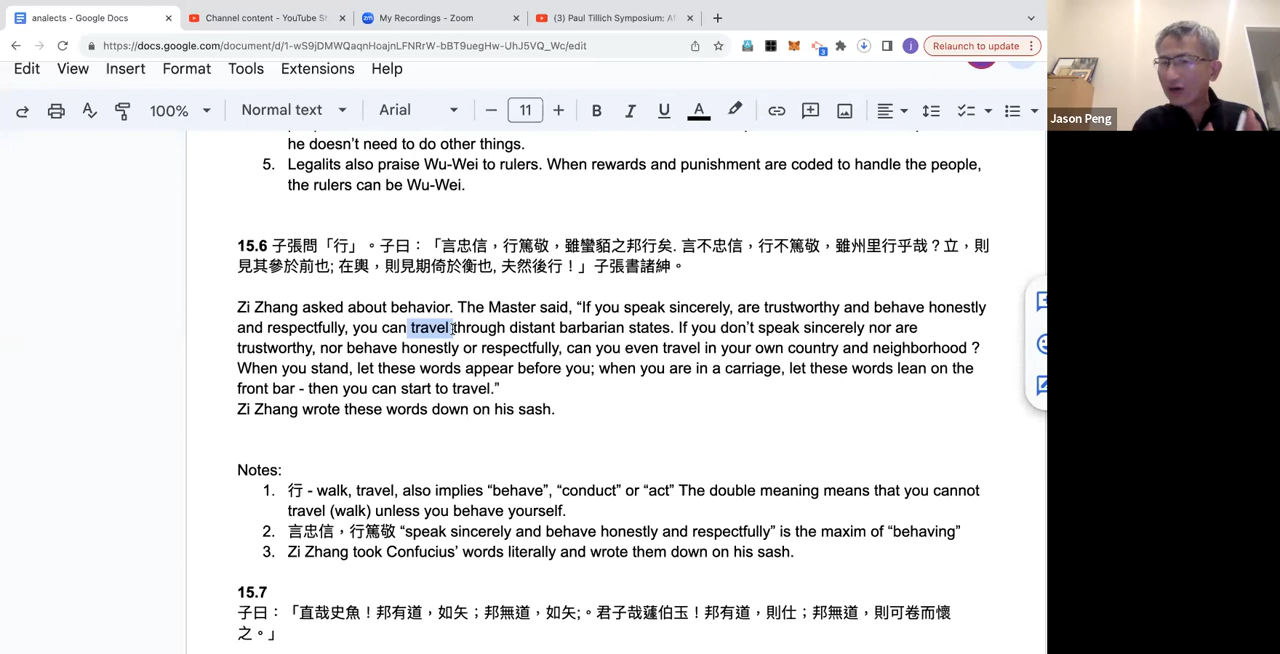 analects - Google Docs
Channel content - YouTube St
My Recordings - Zoom
(3) Paul Tillich Symposium: Af
https://docs.google.com/document/d/1-wS9jDMWQaqnHoajnLFNRrW-bBT9uegHw-UhJ5VQ_Wc/edit
3
j
Relaunch to update
Edit View Insert Format Tools Extensions Help
100% Normal text Arial 11 B I U A
he doesn't need to do other things.
5. Legalits also praise Wu-Wei to rulers. When rewards and punishment are coded to handle the people,
the rulers can be Wu-Wei.
15.6 子張問「行」。子曰：「言忠信，行篤敬，雖蠻貊之邦行矣. 言不忠信，行不篤敬，雖州里行乎哉？立，則
見其參於前也; 在輿，則見期倚於衡也, 夫然後行！」子張書諸紳。
Zi Zhang asked about behavior. The Master said, “If you speak sincerely, are trustworthy and behave honestly
and respectfully, you can travel through distant barbarian states. If you don’t speak sincerely nor are
trustworthy, nor behave honestly or respectfully, can you even travel in your own country and neighborhood ?
When you stand, let these words appear before you; when you are in a carriage, let these words lean on the
front bar - then you can start to travel.”
Zi Zhang wrote these words down on his sash.
Notes:
1. 行 - walk, travel, also implies “behave”, “conduct” or “act” The double meaning means that you cannot
travel (walk) unless you behave yourself.
2. 言忠信，行篤敬 “speak sincerely and behave honestly and respectfully” is the maxim of “behaving”
3. Zi Zhang took Confucius’ words literally and wrote them down on his sash.
15.7
子曰：「直哉史魚！邦有道，如矢；邦無道，如矢;。君子哉蘧伯玉！邦有道，則仕；邦無道，則可卷而懷
之。」
Jason Peng